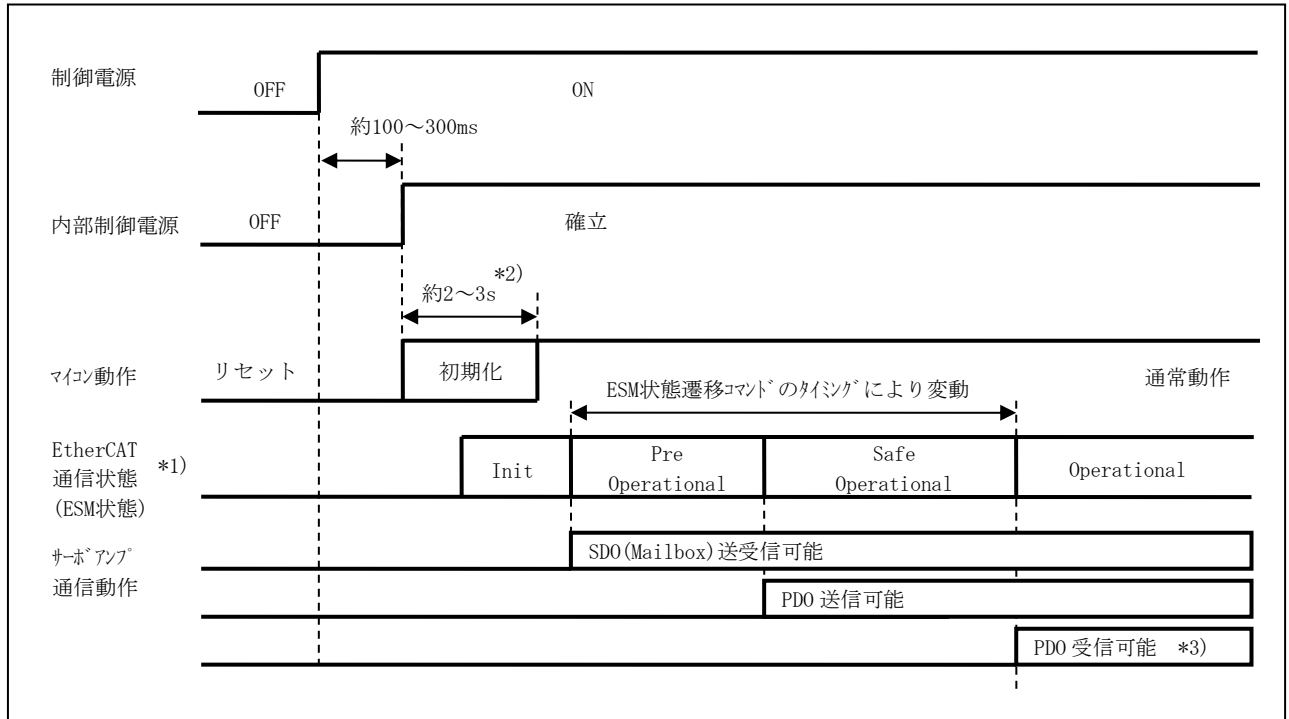 制御電源
OFF
ON
約100～300ms
内部制御電源
OFF
確立
*2)
約2～3s
マイコン動作
リセット
初期化
ESM状態遷移コマンドのタイミングにより変動
通常動作
EtherCAT
通信状態
(ESM状態)
*1)
Init
Pre
Operational
Safe
Operational
Operational
サーボアンプ
通信動作
SDO(Mailbox)送受信可能
PDO 送信可能
PDO 受信可能 *3)